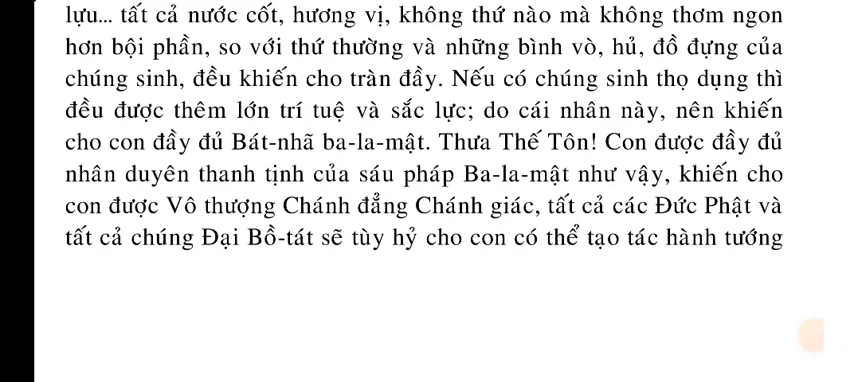 lựu... tất cả nước cốt, hương vị, không thứ nào mà không thơm ngon
hơn bội phần, so với thứ thường và những bình vò, hủ, đồ đựng của
chúng sinh, đều khiến cho tràn đầy. Nếu có chúng sinh thọ dụng thì
đều được thêm lớn trí tuệ và sắc lực; do cái nhân này, nên khiến
cho con đầy đủ Bát-nhã ba-la-mật. Thưa Thế Tôn! Con được đầy đủ
nhân duyên thanh tịnh của sáu pháp Ba-la-mật như vậy, khiến cho
con được Vô thượng Chánh đẳng Chánh giác, tất cả các Đức Phật và
tất cả chúng Đại Bồ-tát sẽ tùy hỷ cho con có thể tạo tác hành tướng